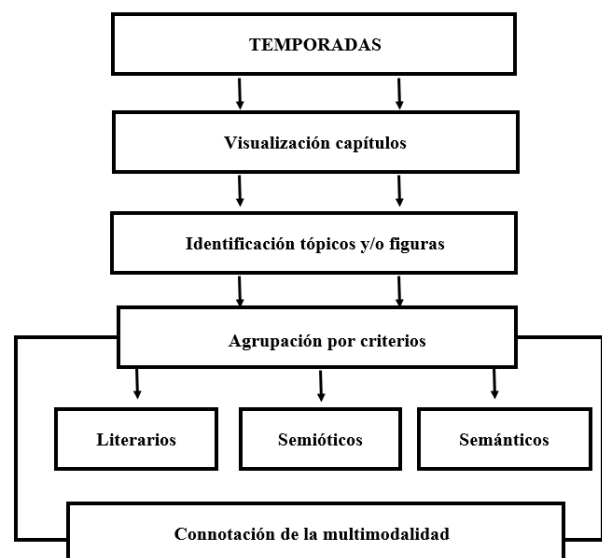 TEMPORADAS
Visualización capítulos
Identificación tópicos y/o figuras
Agrupación por criterios
Literarios
Semióticos
Semánticos
Connotación de la multimodalidad